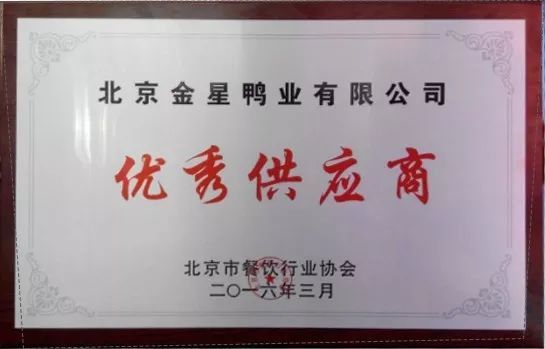 北京金星鸭业有限公司
优秀供应商
北京市餐饮行业协会
二〇一六年三月